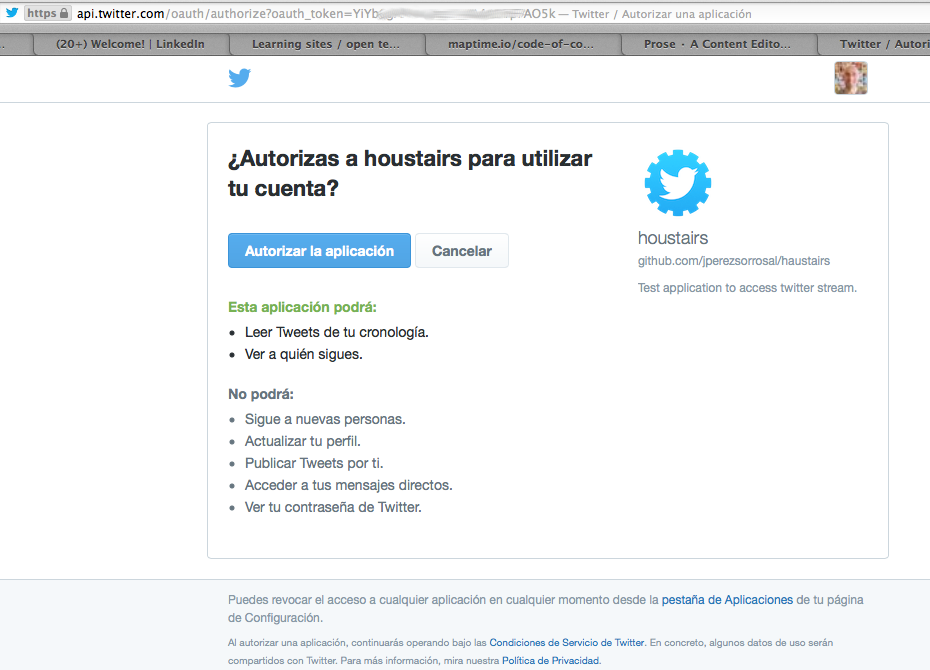 https api.twitter.com/oauth/authorize?oauth_token=YiYb AO5k — Twitter / Autorizar una aplicación
(20+) Welcome! | LinkedIn Learning sites / open te... maptime.io/code-of-co... Prose · A Content Edito... Twitter / Autori
¿Autorizas a houstairs para utilizar
tu cuenta?
Autorizar la aplicación Cancelar
houstairs
github.com/jperezsorrosal/haustairs
Test application to access twitter stream.
Esta aplicación podrá:
• Leer Tweets de tu cronología.
• Ver a quién sigues.
No podrá:
• Sigue a nuevas personas.
• Actualizar tu perfil.
• Publicar Tweets por ti.
• Acceder a tus mensajes directos.
• Ver tu contraseña de Twitter.
Puedes revocar el acceso a cualquier aplicación en cualquier momento desde la pestaña de Aplicaciones de tu página
de Configuración.
Al autorizar una aplicación, continuarás operando bajo las Condiciones de Servicio de Twitter. En concreto, algunos datos de uso serán
compartidos con Twitter. Para más información, mira nuestra Política de Privacidad.